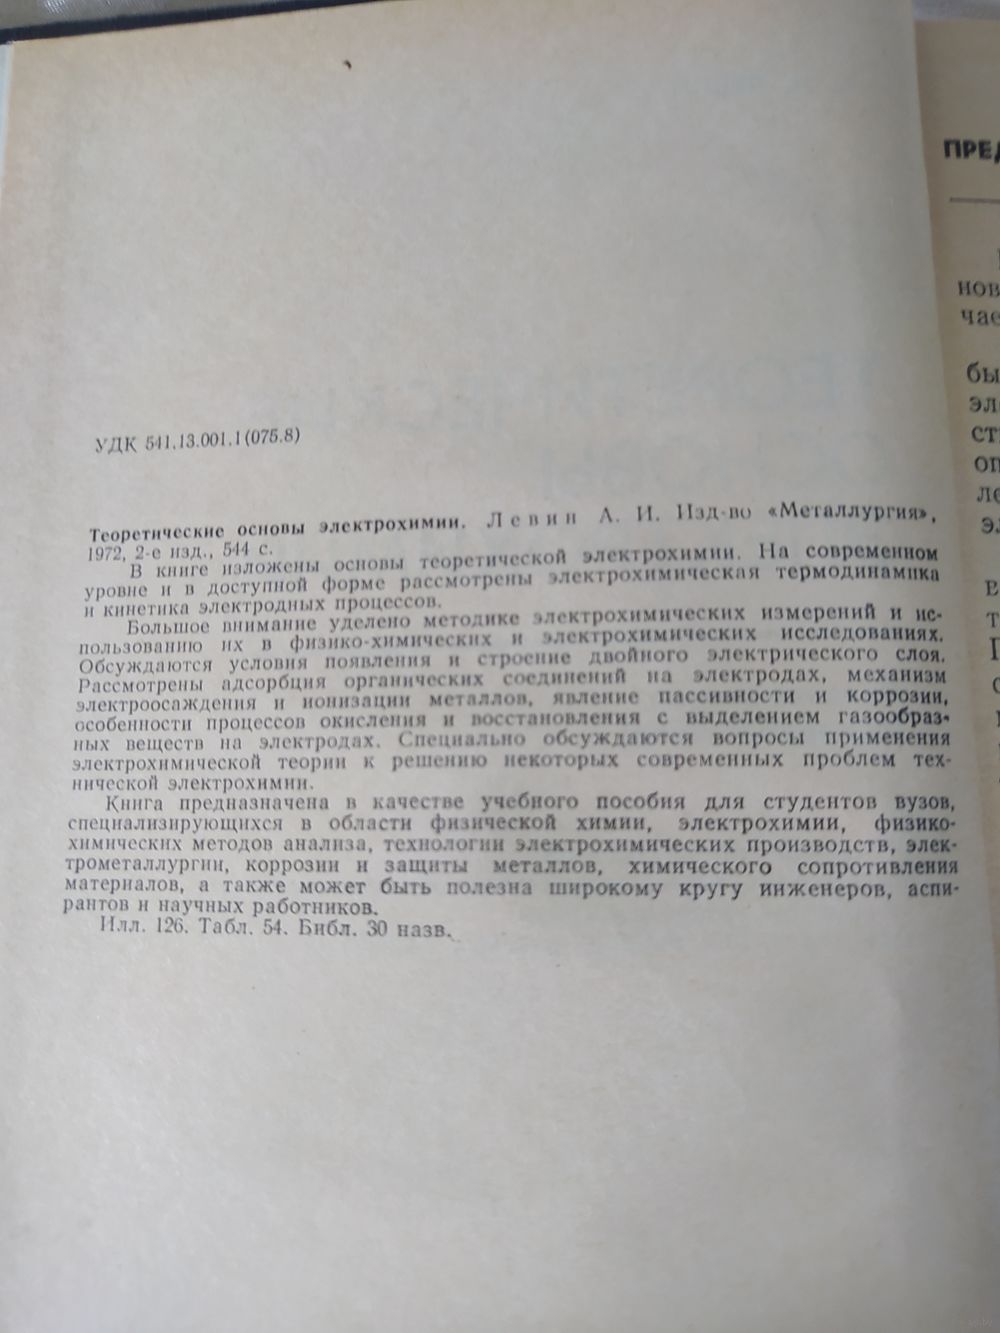 УДК 541.13.001.1(075.8)
Теоретические основы электрохимии. Левин А. И. Изд-во «Металлургия»,
1972, 2-е изд., 544 с.
В книге изложены основы теоретической электрохимии. На современном
уровне и в доступной форме рассмотрены электрохимическая термодинамика
и кинетика электродных процессов.
Большое внимание уделено методике электрохимических измерений и ис-
пользованию их в физико-химических и электрохимических исследованиях.
Обсуждаются условия появления и строение двойного электрического слоя.
Рассмотрены адсорбция органических соединений на электродах, механизм
электроосаждения и ионизации металлов, явление пассивности и коррозии,
особенности процессов окисления и восстановления с выделением газообраз-
ных веществ на электродах. Специально обсуждаются вопросы применения
электрохимической теории к решению некоторых современных проблем тех-
нической электрохимии.
Книга предназначена в качестве учебного пособия для студентов вузов,
специализирующихся в области физической химии, электрохимии, физико-
химических методов анализа, технологии электрохимических производств, элек-
трометаллургии, коррозии и защиты металлов, химического сопротивления
материалов, а также может быть полезна широкому кругу инженеров, аспи-
рантов и научных работников.
Илл. 126. Табл. 54. Библ. 30 назв.
ПРЕД
нов
час
бы
эл
ст
оп